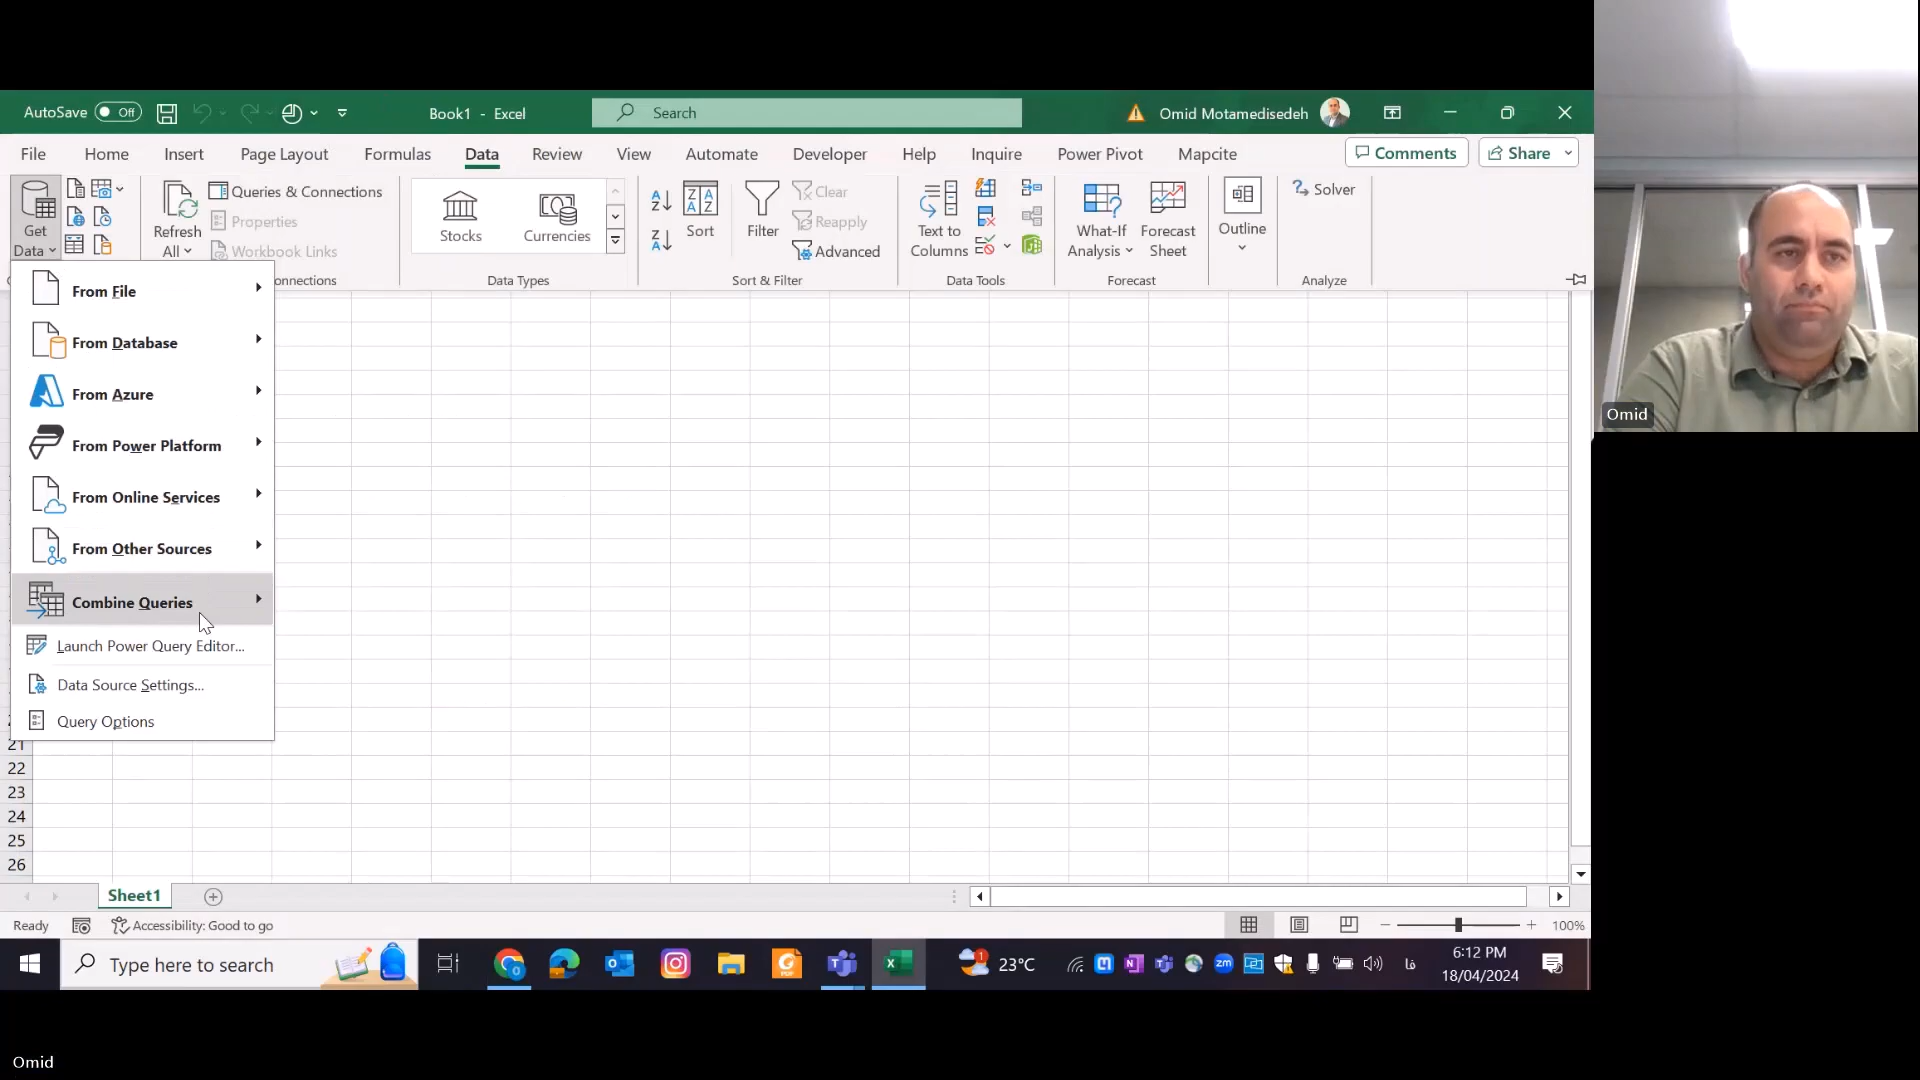 AutoSave Off
Book1 - Excel
Search
Omid Motamedisedeh
File Home Insert Page Layout Formulas Data Review View Automate Developer Help Inquire Power Pivot Mapcite
Comments Share
Get Data
Refresh All
Queries & Connections
Properties
Workbook Links
Stocks
Currencies
Sort
Filter
Clear
Reapply
Advanced
Text to Columns
What-If Analysis
Forecast Sheet
Outline
Solver
onnections
Data Types
Sort & Filter
Data Tools
Forecast
Analyze
From File
From Database
From Azure
From Power Platform
From Online Services
From Other Sources
Combine Queries
Launch Power Query Editor...
Data Source Settings...
Query Options
21
22
23
24
25
26
Sheet1
Ready
Accessibility: Good to go
100%
Type here to search
23°C
فا
6:12 PM
18/04/2024
Omid
Omid